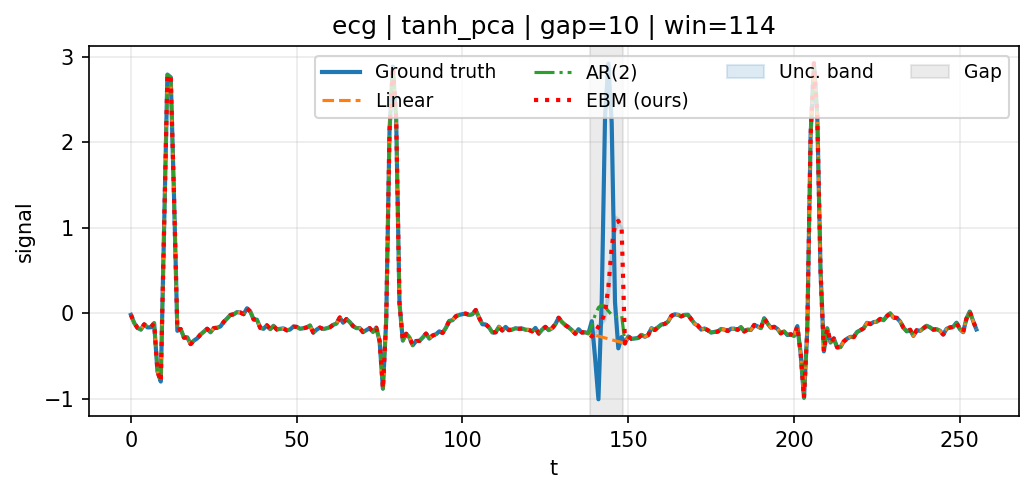 ecg | tanh_pca | gap=10 | win=114
Ground truth
Linear
AR(2)
EBM (ours)
Unc. band
Gap
signal
3
2
1
0
−1
0
50
100
150
200
250
t